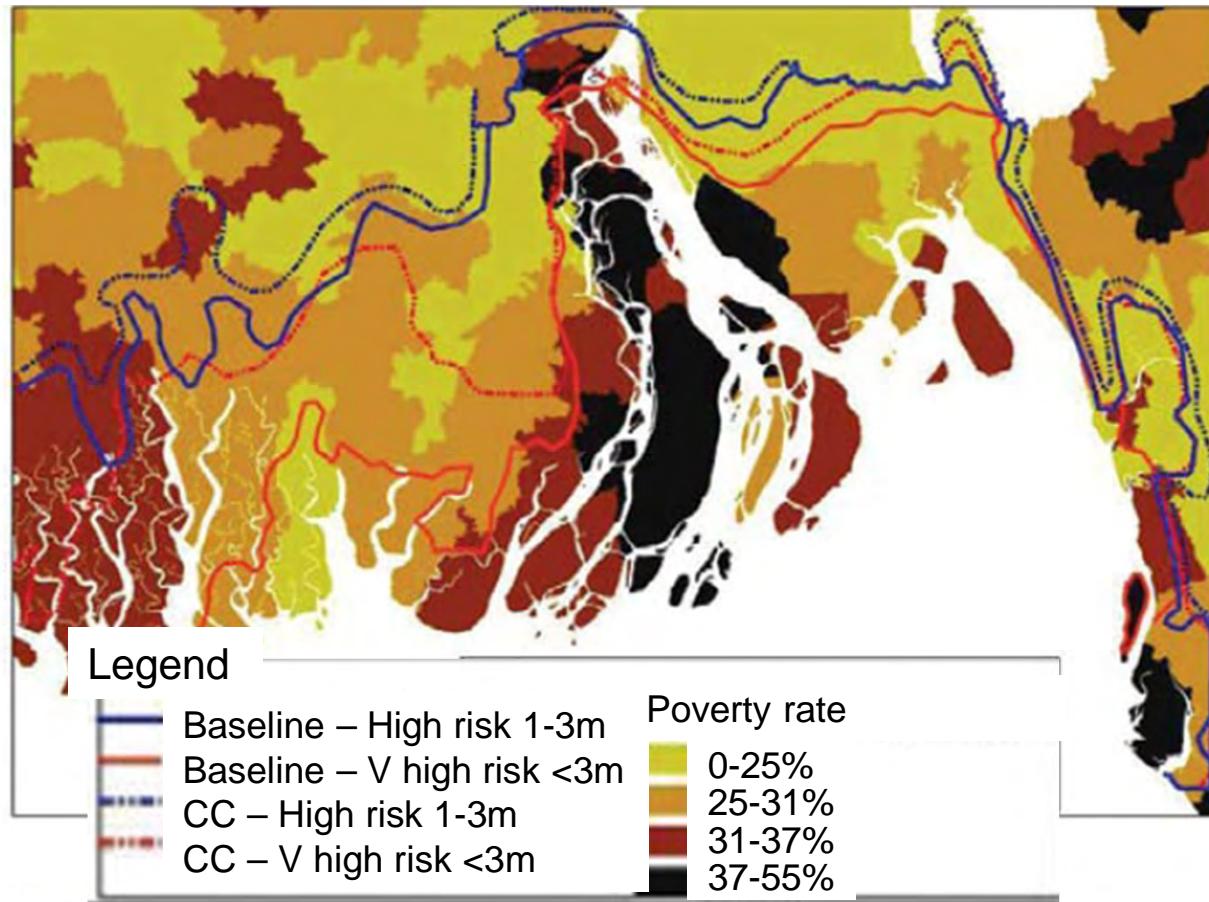 Legend
Baseline – High risk 1-3m
Baseline – V high risk <3m
CC – High risk 1-3m
CC – V high risk <3m
Poverty rate
0-25%
25-31%
31-37%
37-55%